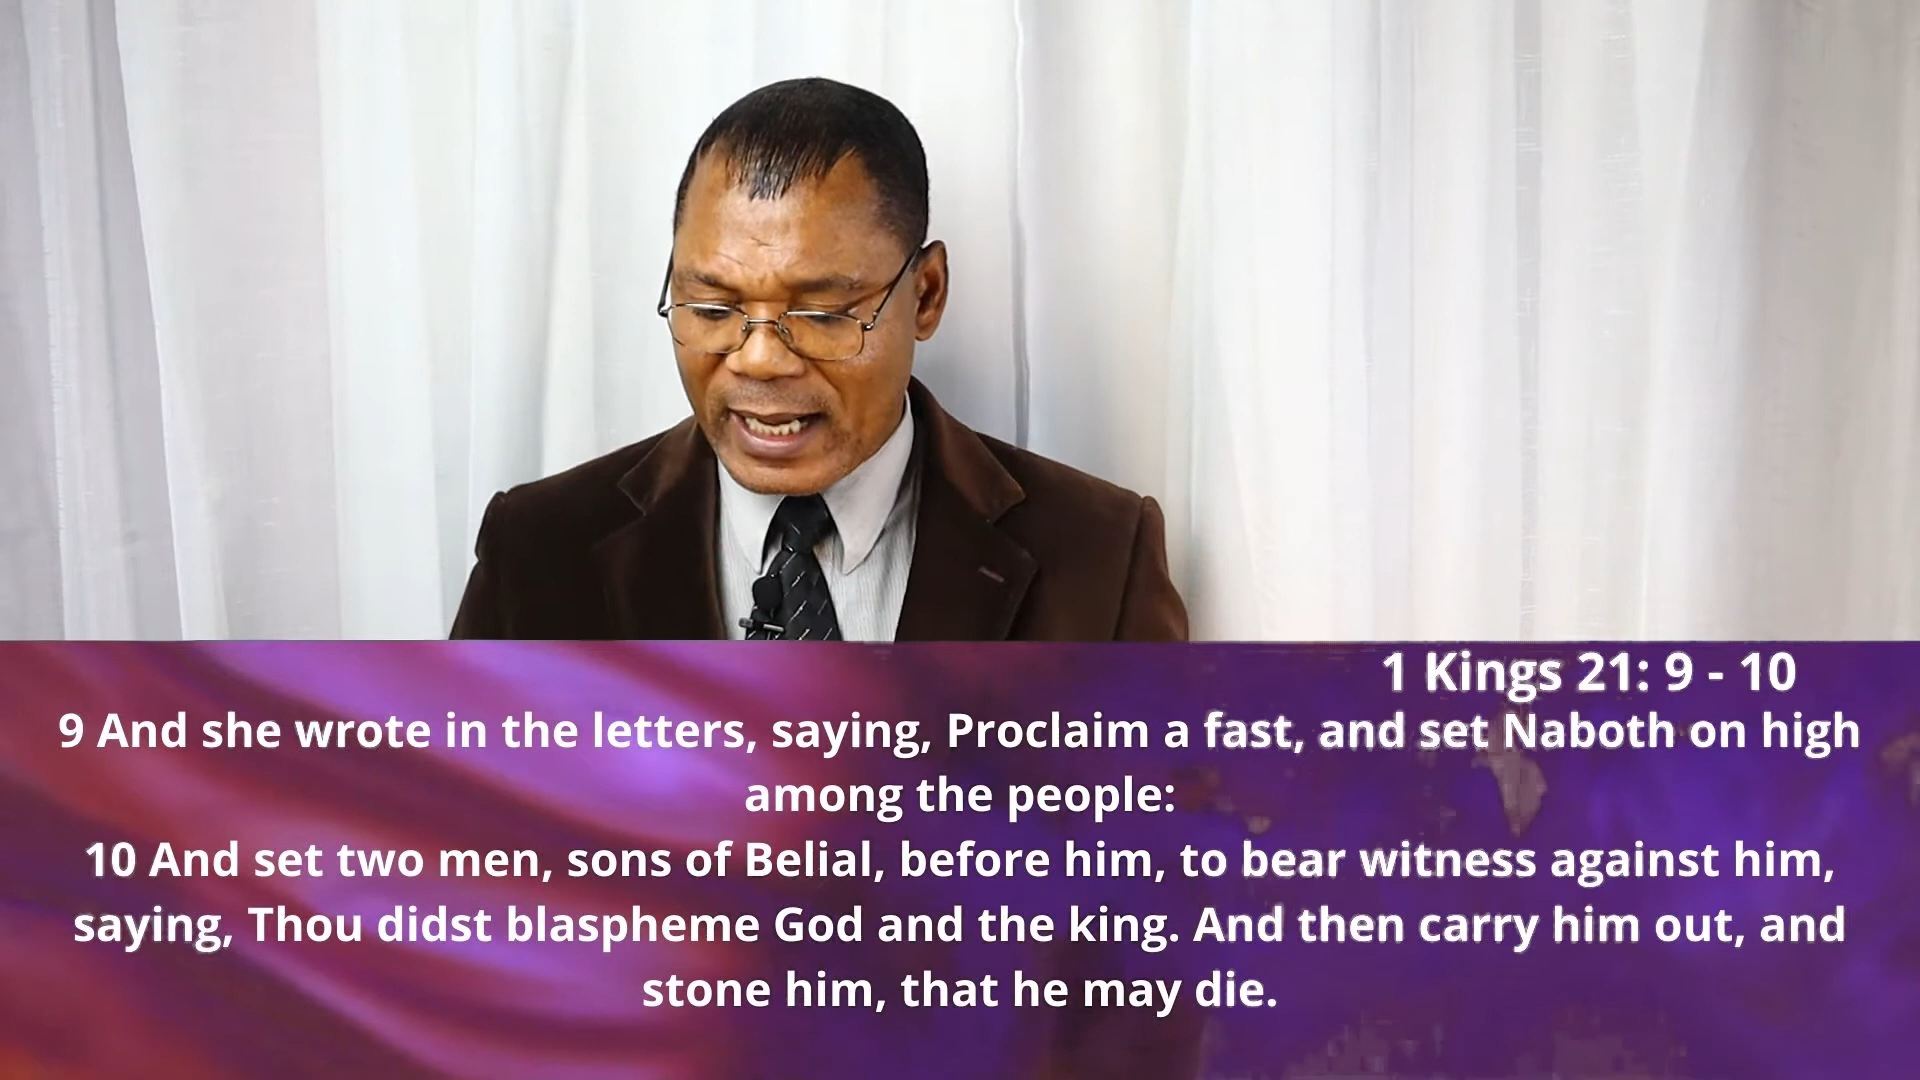 1 Kings 21: 9 - 10
9 And she wrote in the letters, saying, Proclaim a fast, and set Naboth on high
among the people:
10 And set two men, sons of Belial, before him, to bear witness against him,
saying, Thou didst blaspheme God and the king. And then carry him out, and
stone him, that he may die.